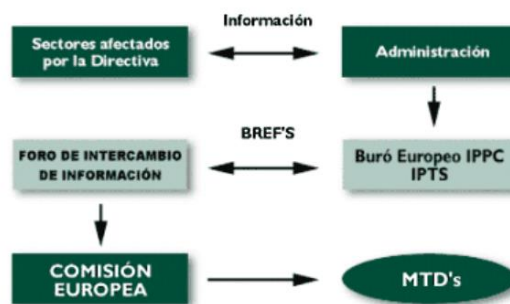 Información
Sectores afectados
por la Directiva
Administración
BREF'S
FORO DE INTERCAMBIO
DE INFORMACIÓN
Buró Europeo IPPC
IPTS
COMISIÓN
EUROPEA
MTD's